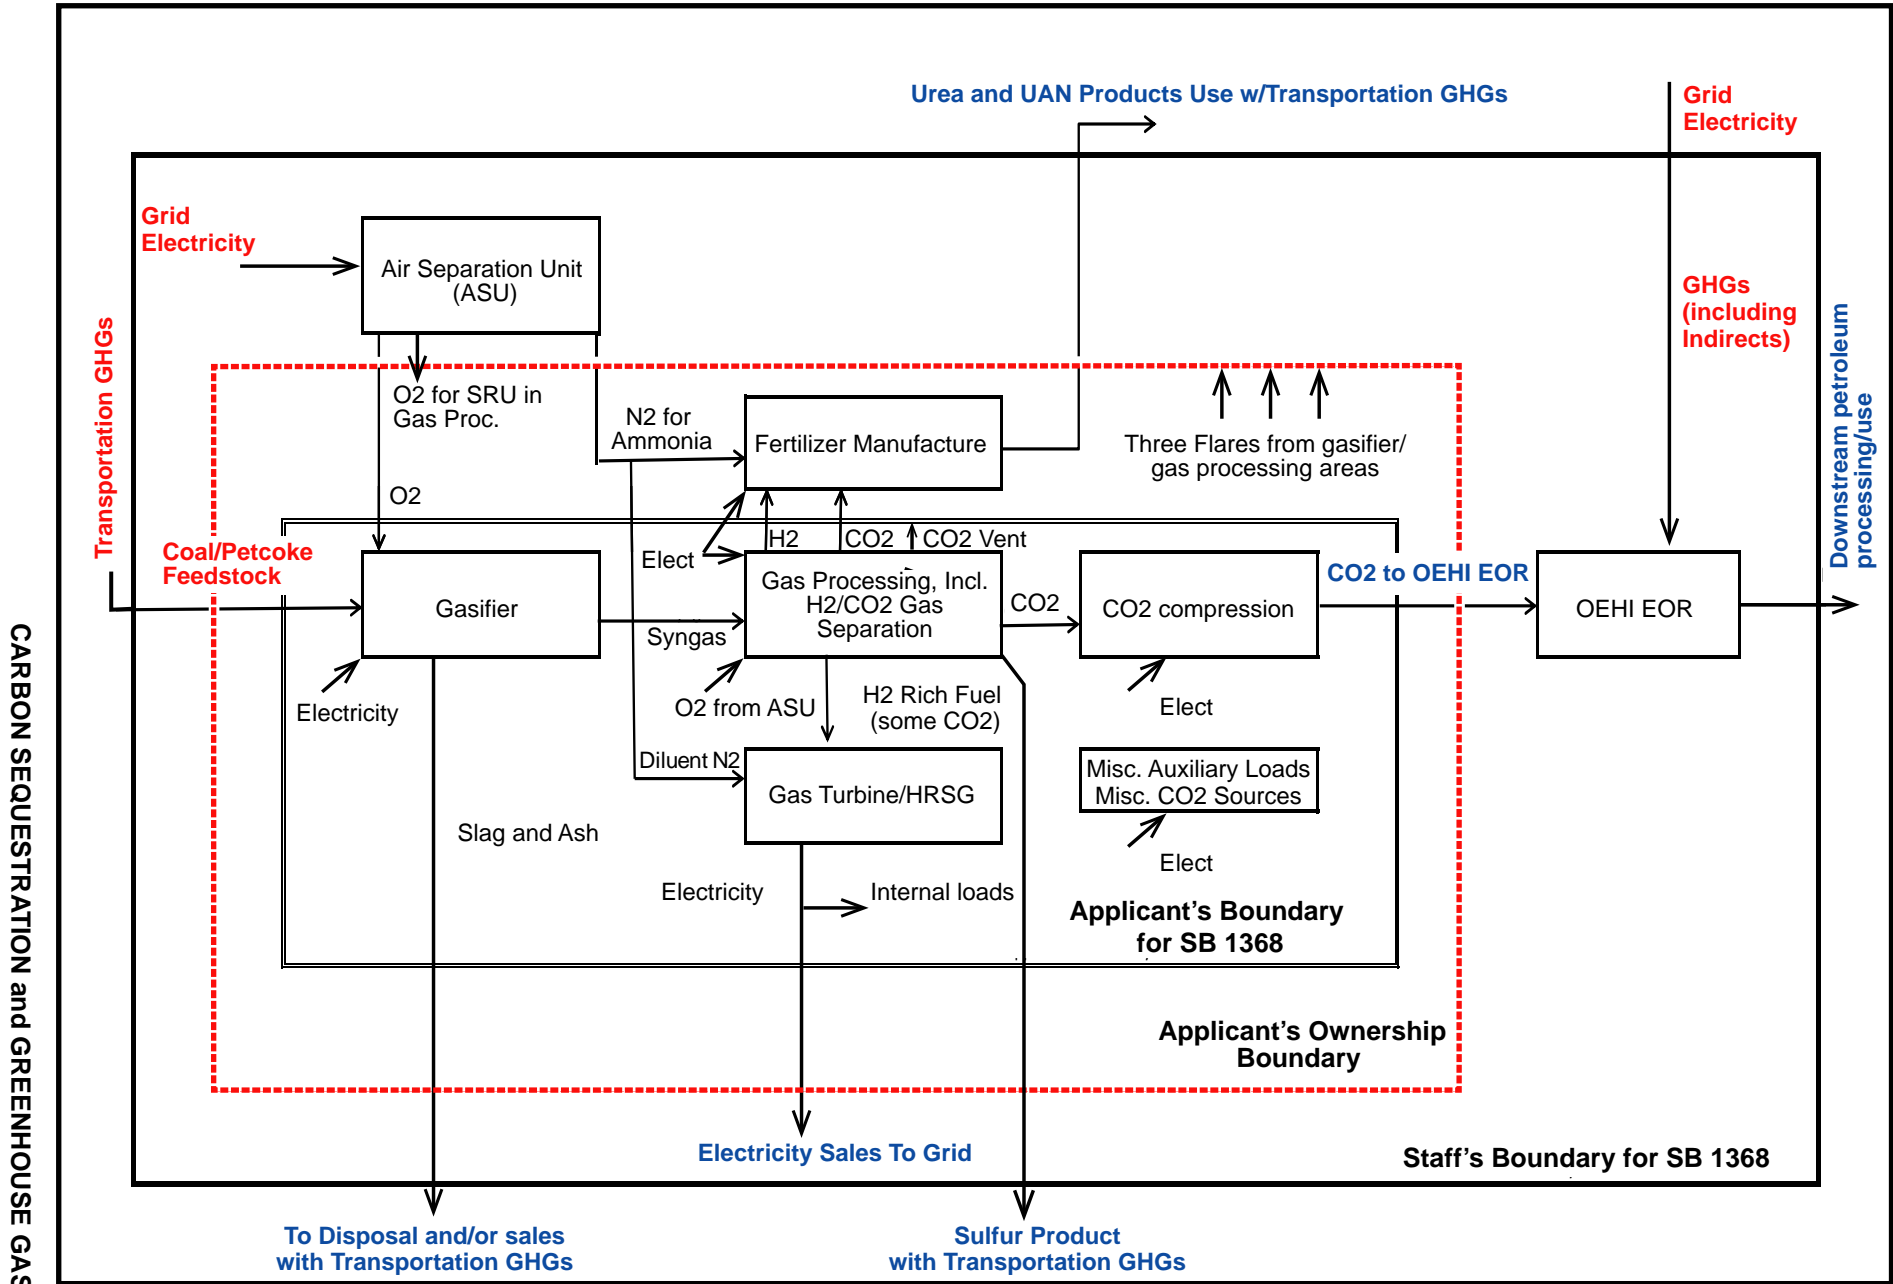 Urea and UAN Products Use w/Transportation GHGs
Grid
Electricity
Grid
Electricity
Air Separation Unit
(ASU)
GHGs
(including
Indirects)
Transportation GHGs
Downstream petroleum
processing/use
O2 for SRU in
Gas Proc.
N2 for
Ammonia
Fertilizer Manufacture
Three Flares from gasifier/
gas processing areas
O2
Coal/Petcoke
Feedstock
Elect
H2
CO2
CO2 Vent
Gasifier
Syngas
Gas Processing, Incl.
H2/CO2 Gas
Separation
CO2
CO2 compression
CO2 to OEHI EOR
OEHI EOR
Electricity
O2 from ASU
H2 Rich Fuel
(some CO2)
Elect
Diluent N2
Gas Turbine/HRSG
Misc. Auxiliary Loads
Misc. CO2 Sources
Slag and Ash
Elect
Electricity
Internal loads
Applicant's Boundary
for SB 1368
Applicant's Ownership
Boundary
Electricity Sales To Grid
Staff's Boundary for SB 1368
To Disposal and/or sales
with Transportation GHGs
Sulfur Product
with Transportation GHGs
CARBON SEQUESTRATION and GREENHOUSE GAS